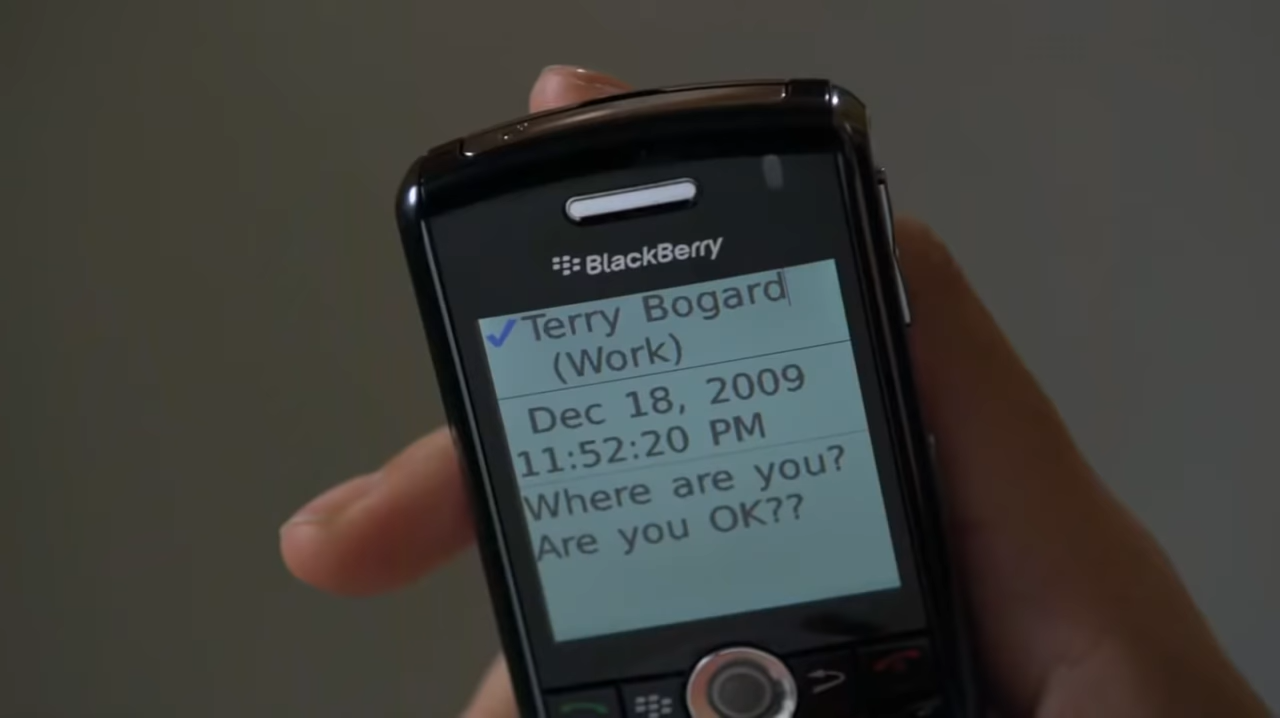 BlackBerry
Terry Bogard
(Work)
Dec 18, 2009
11:52:20 PM
Where are you?
Are you OK??